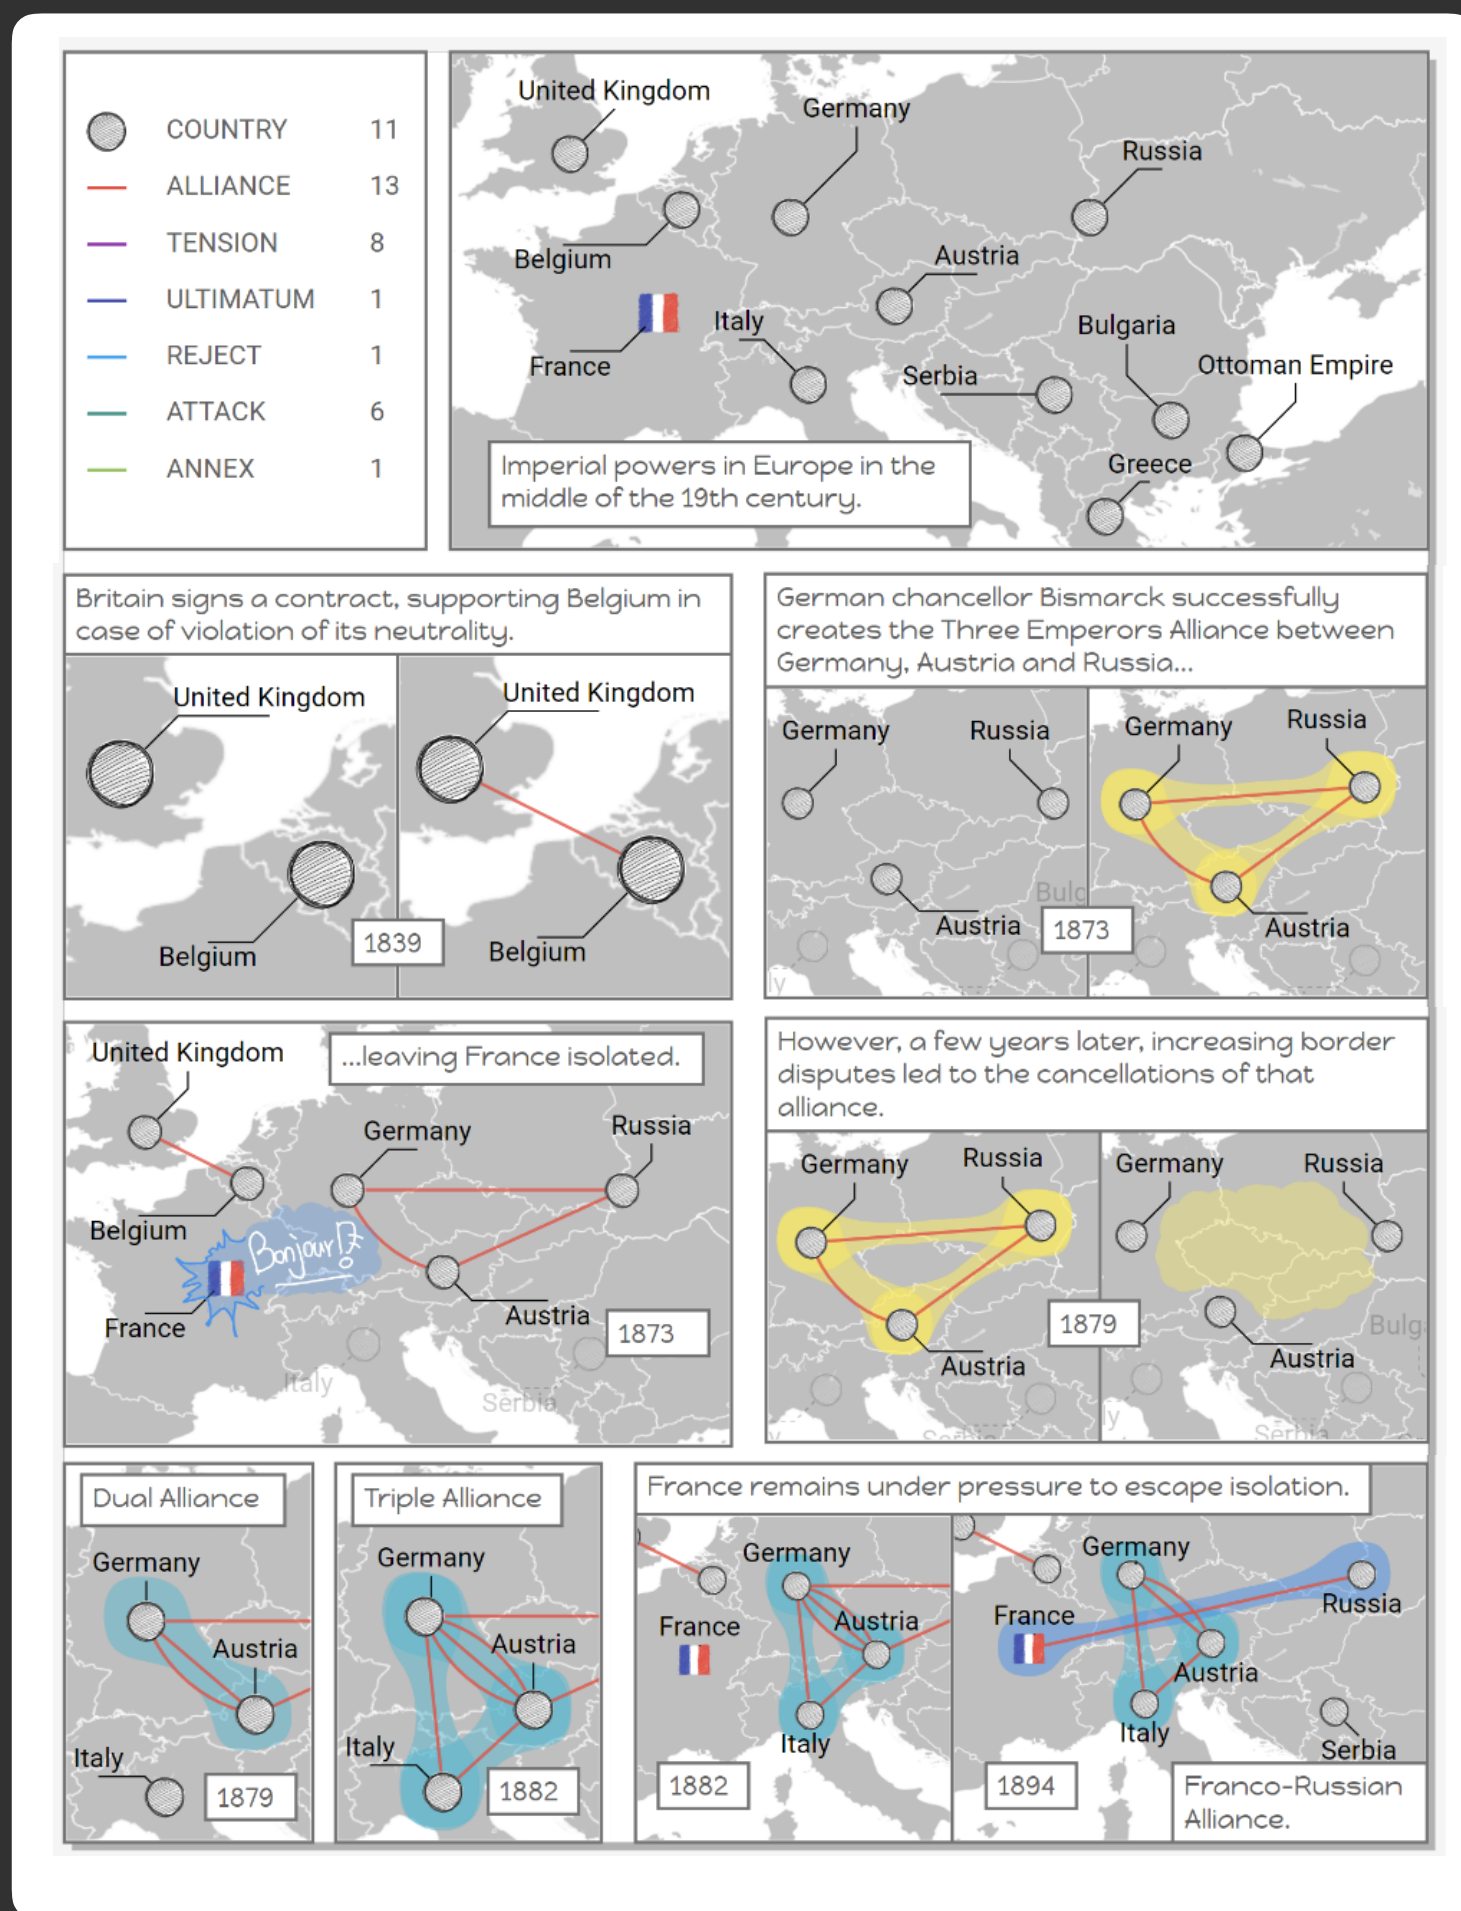 COUNTRY 11
ALLIANCE 13
TENSION 8
ULTIMATUM 1
REJECT 1
ATTACK 6
ANNEX 1
United Kingdom
Germany
Russia
Belgium
Austria
Italy
France
Bulgaria
Serbia
Ottoman Empire
Greece
Imperial powers in Europe in the
middle of the 19th century.
Britain signs a contract, supporting Belgium in
case of violation of its neutrality.
United Kingdom
Belgium
1839
United Kingdom
Belgium
German chancellor Bismarck successfully
creates the Three Emperors Alliance between
Germany, Austria and Russia...
Germany
Russia
Bulg
Austria
ly
1873
Germany
Russia
Austria
...leaving France isolated.
United Kingdom
Germany
Russia
Belgium
Bonjour!?
France
Austria
1873
Italy
Serbia
However, a few years later, increasing border
disputes led to the cancellations of that
alliance.
Germany
Russia
Austria
Serbia
1879
Germany
Russia
Bulg
Austria
ly
Serbia
Dual Alliance
Germany
Austria
Italy
1879
Triple Alliance
Germany
Austria
Italy
1882
France remains under pressure to escape isolation.
Germany
Austria
France
Italy
1882
Germany
France
Russia
Austria
Italy
Serbia
1894
Franco-Russian
Alliance.